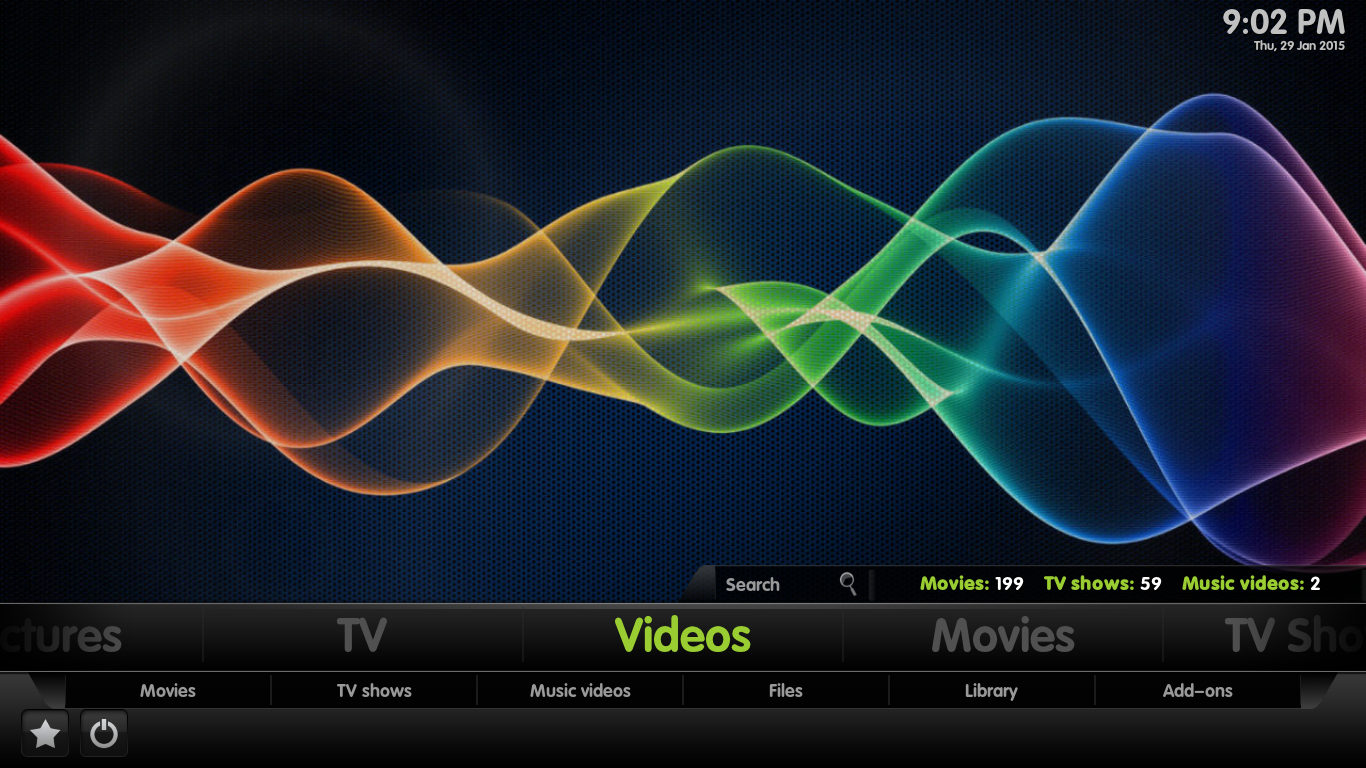 9:02 PM
Thu, 29 Jan 2015
Search Movies: 199 TV shows: 59 Music videos: 2
ctures TV Videos Movies TV Sho
Movies TV shows Music videos Files Library Add-ons